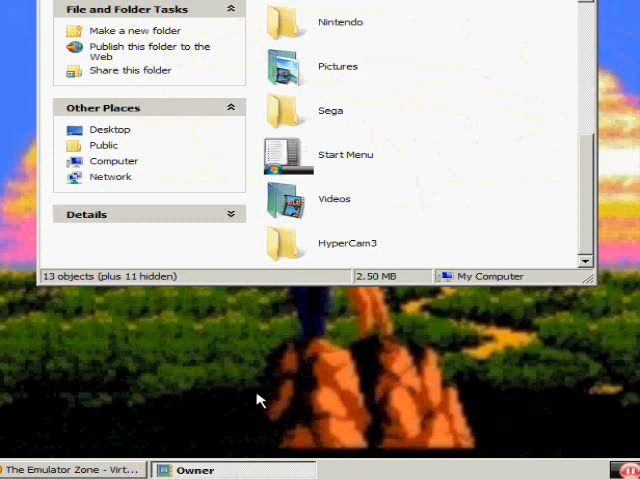 File and Folder Tasks
Make a new folder
Publish this folder to the
Web
Share this folder
Other Places
Desktop
Public
Computer
Network
Details
Nintendo
Pictures
Sega
Start Menu
Videos
HyperCam3
13 objects (plus 11 hidden)
2.50 MB
My Computer
The Emulator Zone - Virt...
Owner